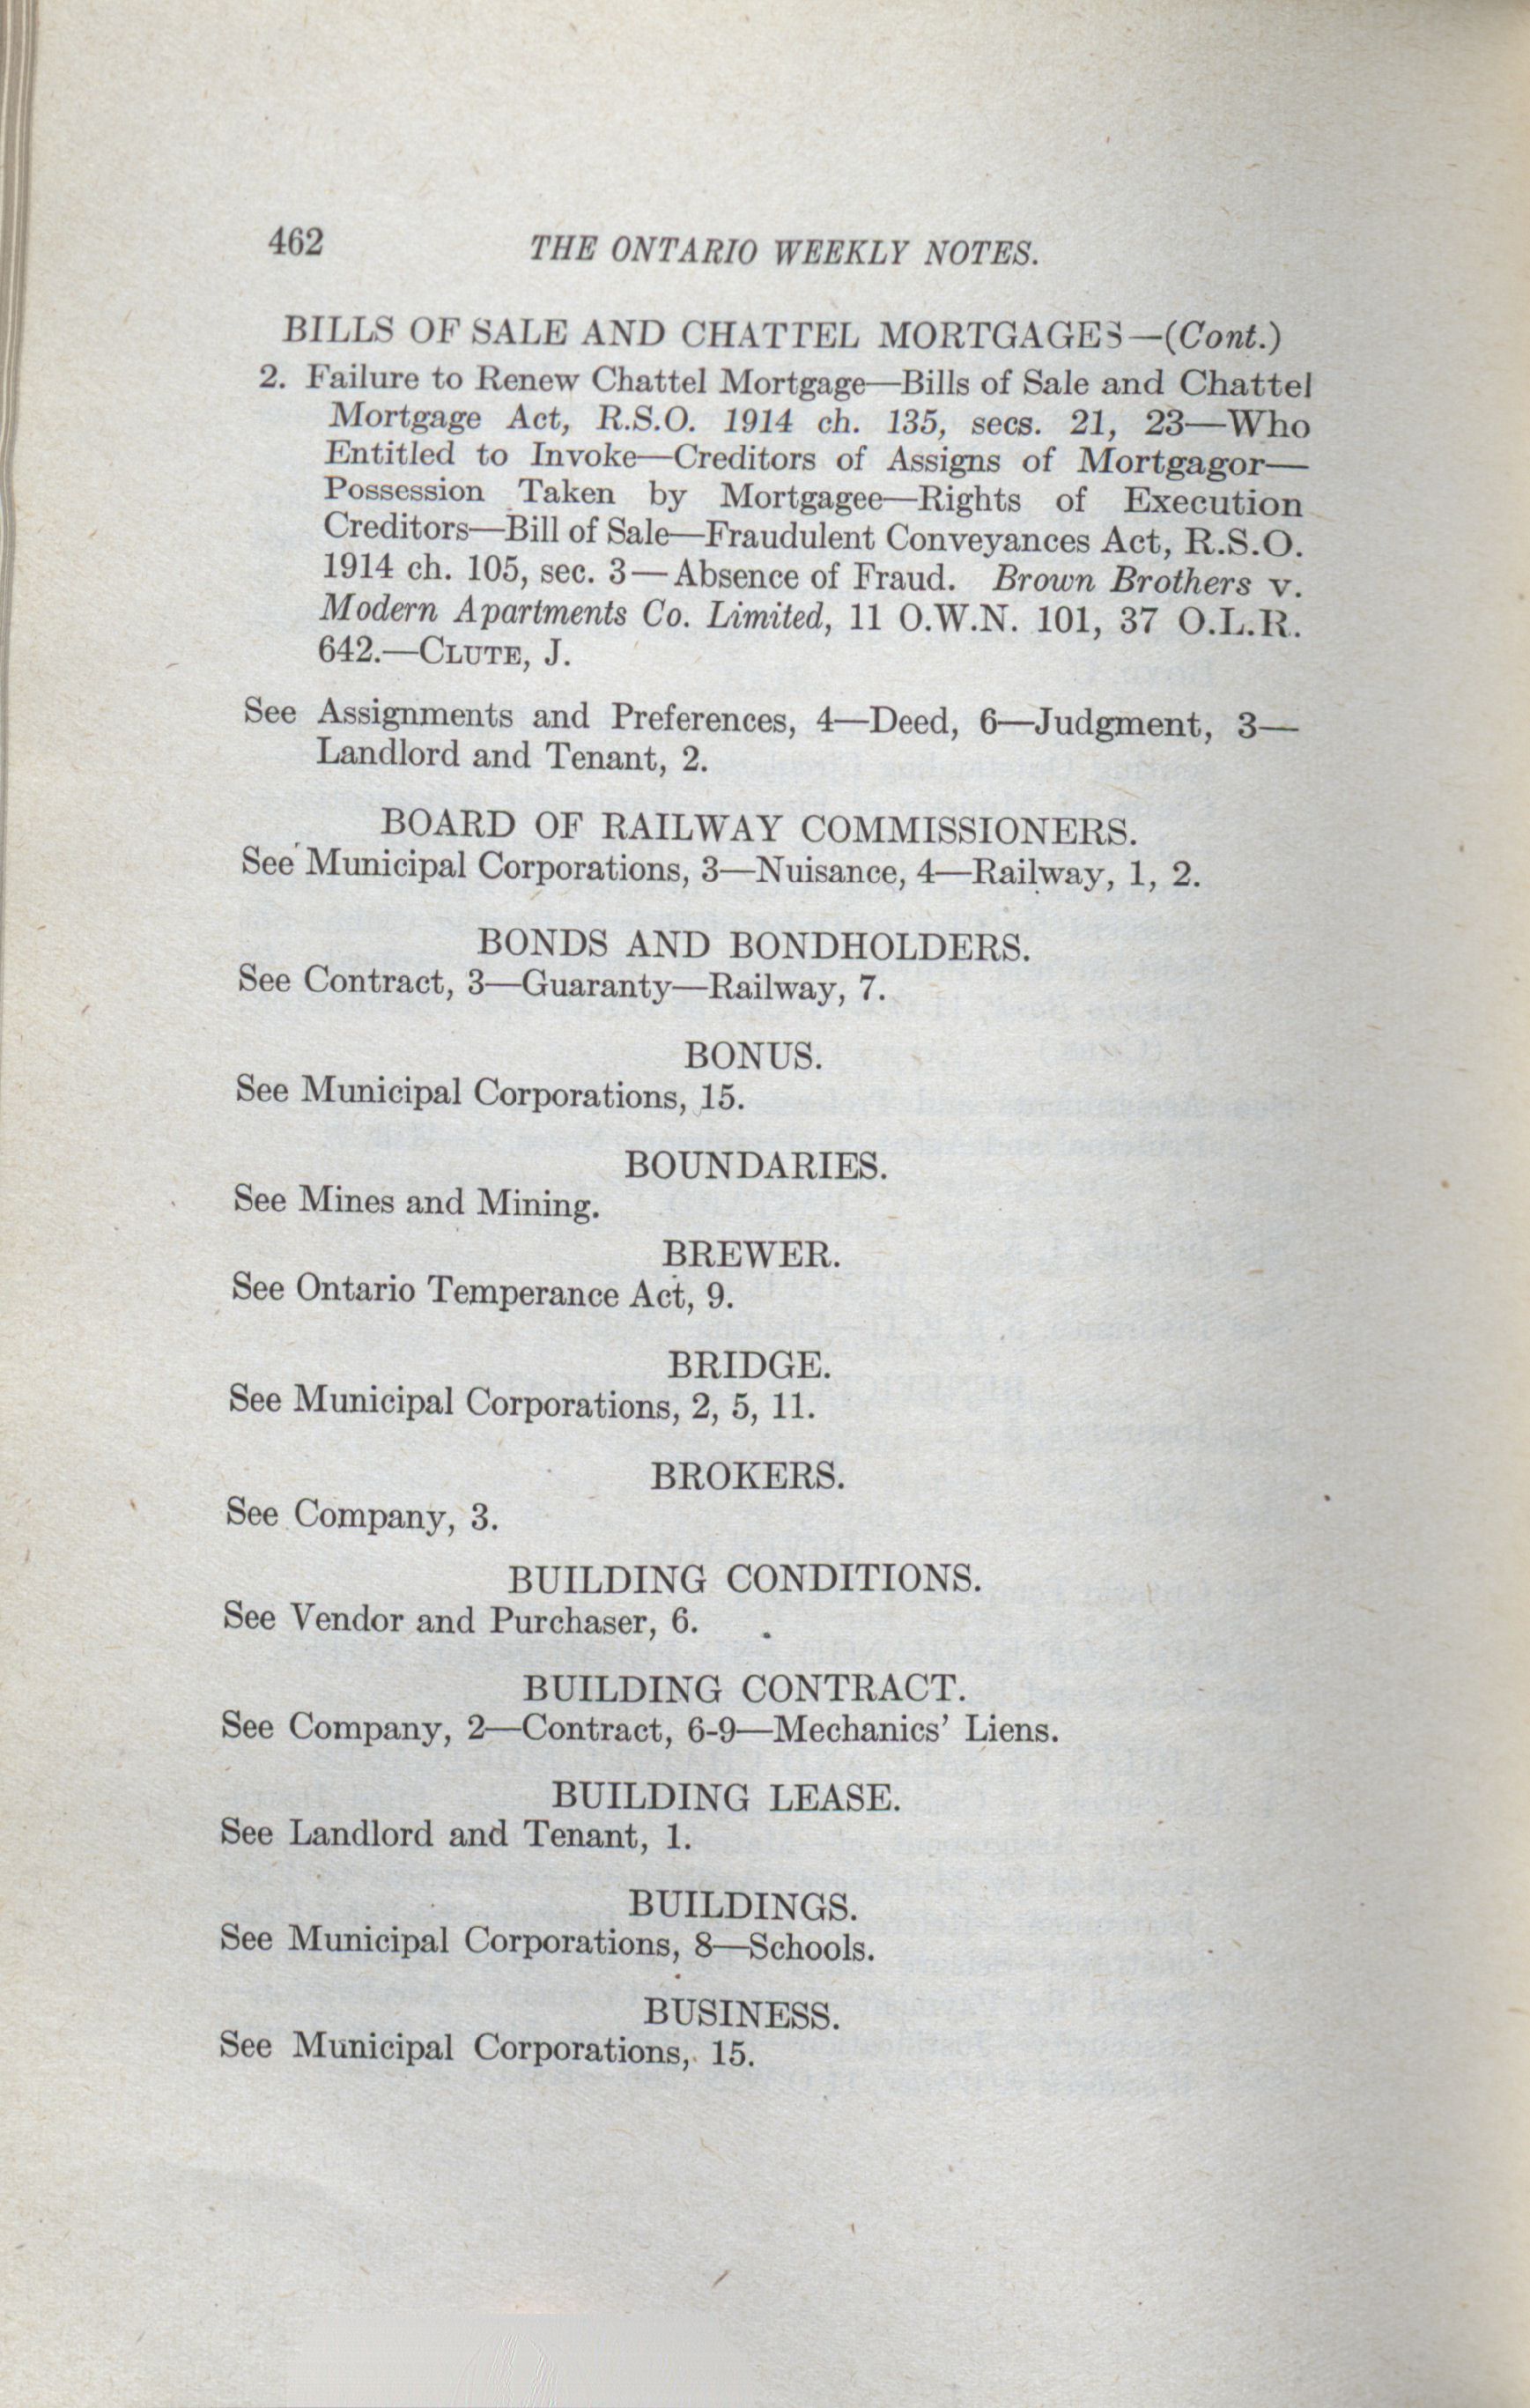 462 THE ONTARIO WEEKLY NOTES.
BILLS OF SALE AND CHATTEL MORTGAGES—(Cont.)
2. Failure to Renew Chattel Mortgage—Bills of Sale and Chattel
Mortgage Act, R.S.O. 1914 ch. 135, secs. 21, 23—Who
Entitled to Invoke—Creditors of Assigns of Mortgagor—
Possession Taken by Mortgagee—Rights of Execution
Creditors—Bill of Sale—Fraudulent Conveyances Act, R.S.O.
1914 ch. 105, sec. 3—Absence of Fraud. Brown Brothers v.
Modern Apartments Co. Limited, 11 O.W.N. 101, 37 O.L.R.
642.—CLUTE, J.
See Assignments and Preferences, 4—Deed, 6—Judgment, 3—
Landlord and Tenant, 2.
BOARD OF RAILWAY COMMISSIONERS.
See Municipal Corporations, 3—Nuisance, 4—Railway, 1, 2.
BONDS AND BONDHOLDERS.
See Contract, 3—Guaranty—Railway, 7.
BONUS.
See Municipal Corporations, 15.
BOUNDARIES.
See Mines and Mining.
BREWER.
See Ontario Temperance Act, 9.
BRIDGE.
See Municipal Corporations, 2, 5, 11.
BROKERS.
See Company, 3.
BUILDING CONDITIONS.
See Vendor and Purchaser, 6.
BUILDING CONTRACT.
See Company, 2—Contract, 6-9—Mechanics' Liens.
BUILDING LEASE.
See Landlord and Tenant, 1.
BUILDINGS.
See Municipal Corporations, 8—Schools.
BUSINESS.
See Municipal Corporations, 15.